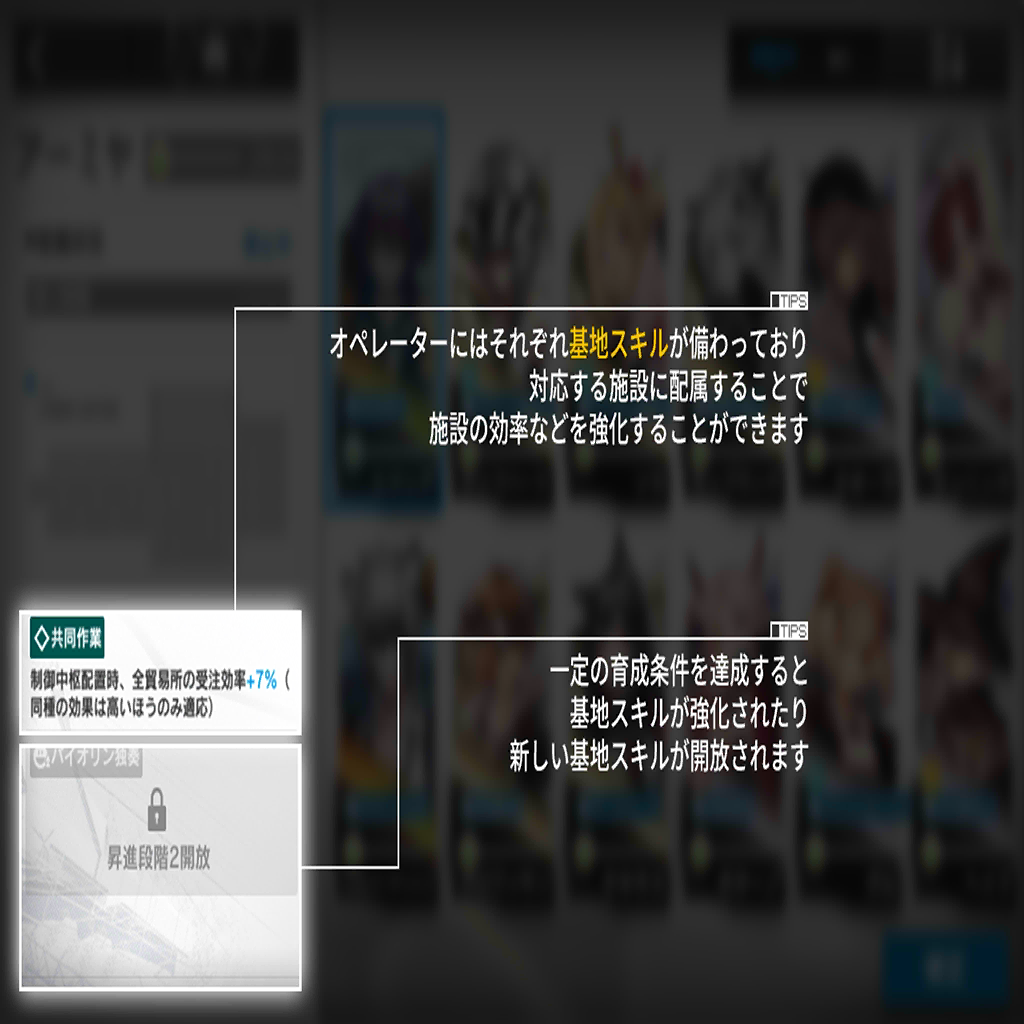 TIPS
オペレーターにはそれぞれ基地スキルが備わっており
対応する施設に配属することで
施設の効率などを強化することができます
共同作業
制御中枢配置時、全貿易所の受注効率+7%（
同種の効果は高いほうのみ適応）
TIPS
一定の育成条件を達成すると
基地スキルが強化されたり
新しい基地スキルが開放されます
バイオリン独奏
昇進段階2開放